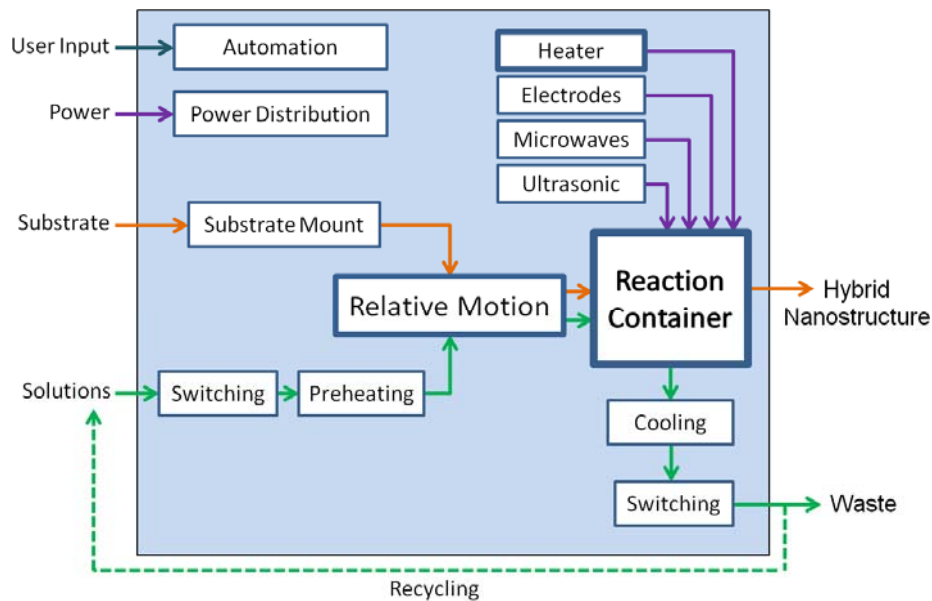 User Input
Automation
Heater
Electrodes
Power
Power Distribution
Microwaves
Ultrasonic
Substrate
Substrate Mount
Relative Motion
Reaction
Container
Hybrid
Nanostructure
Solutions
Switching
Preheating
Cooling
Switching
Waste
Recycling